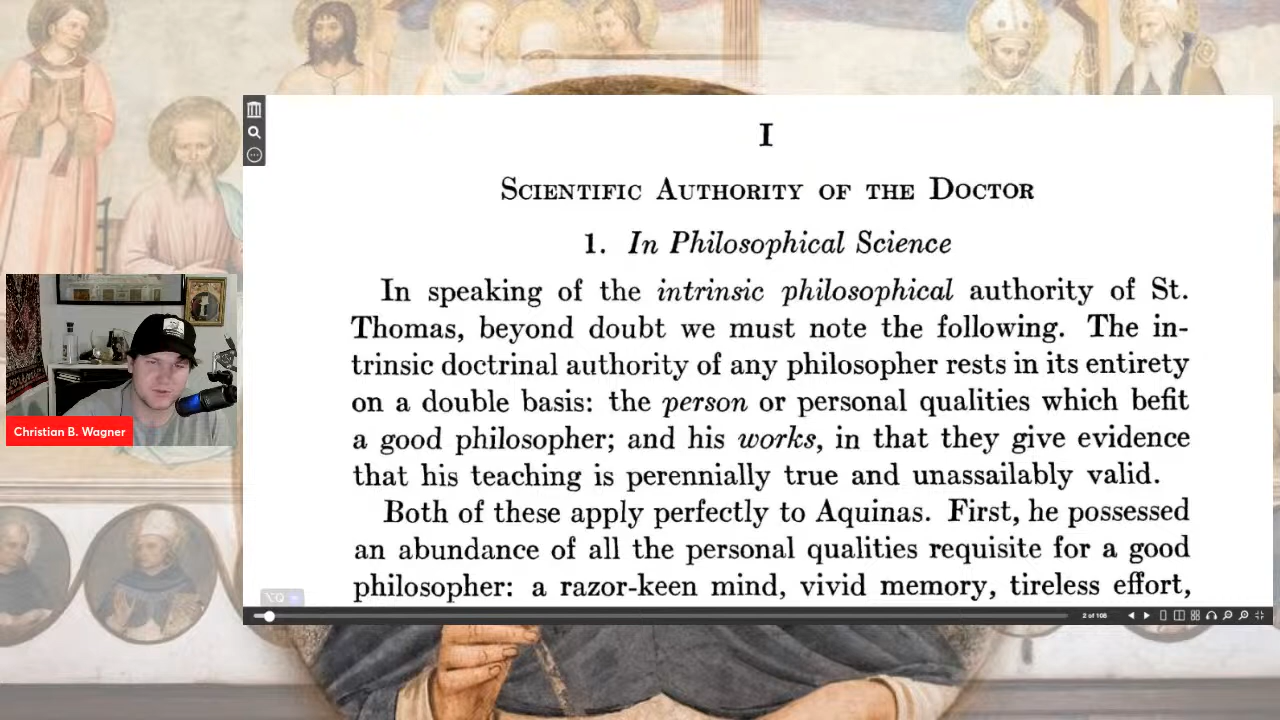 I
Scientific Authority of the Doctor
1. In Philosophical Science
In speaking of the intrinsic philosophical authority of St.
Thomas, beyond doubt we must note the following. The in-
trinsic doctrinal authority of any philosopher rests in its entirety
on a double basis: the person or personal qualities which befit
a good philosopher; and his works, in that they give evidence
that his teaching is perennially true and unassailably valid.
Both of these apply perfectly to Aquinas. First, he possessed
an abundance of all the personal qualities requisite for a good
philosopher: a razor-keen mind, vivid memory, tireless effort,
Christian B. Wagner
2 of 108